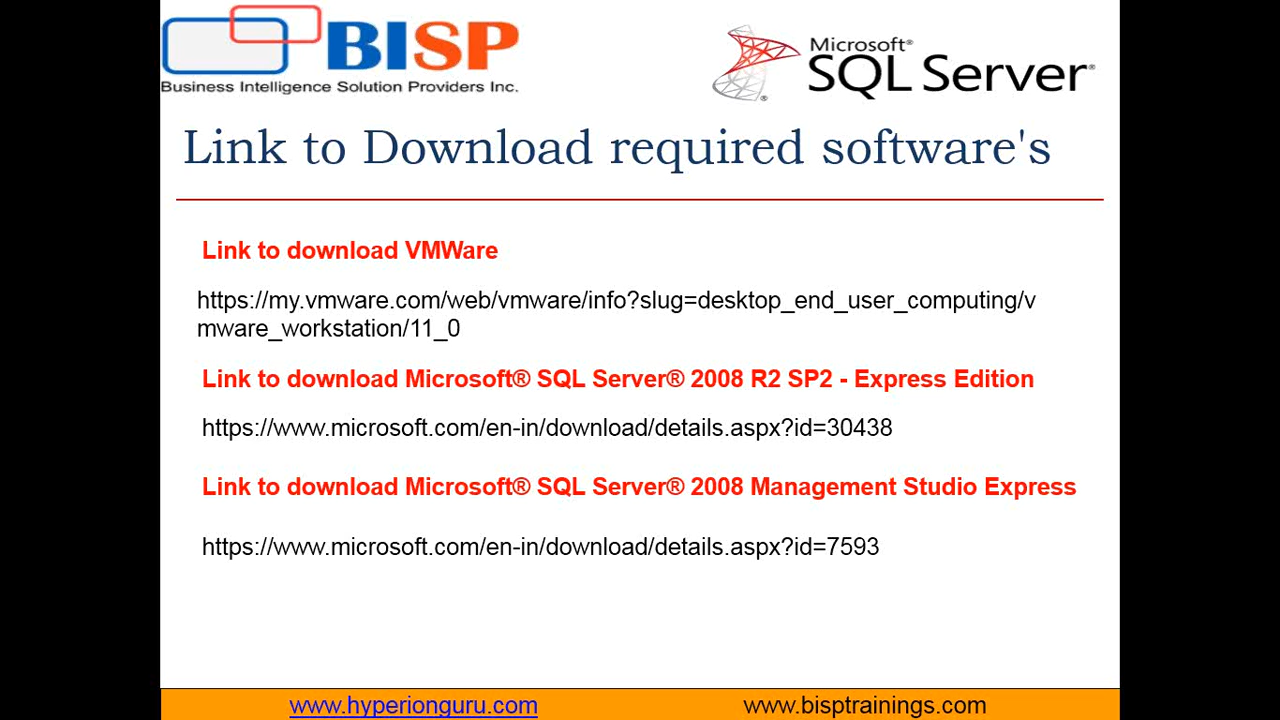 BISP
Business Intelligence Solution Providers Inc.
Microsoft®
SQL Server®
®
Link to Download required software's
Link to download VMWare
https://my.vmware.com/web/vmware/info?slug=desktop_end_user_computing/v
mware_workstation/11_0
Link to download Microsoft® SQL Server® 2008 R2 SP2 - Express Edition
https://www.microsoft.com/en-in/download/details.aspx?id=30438
Link to download Microsoft® SQL Server® 2008 Management Studio Express
https://www.microsoft.com/en-in/download/details.aspx?id=7593
www.hyperionguru.com
www.bisptrainings.com